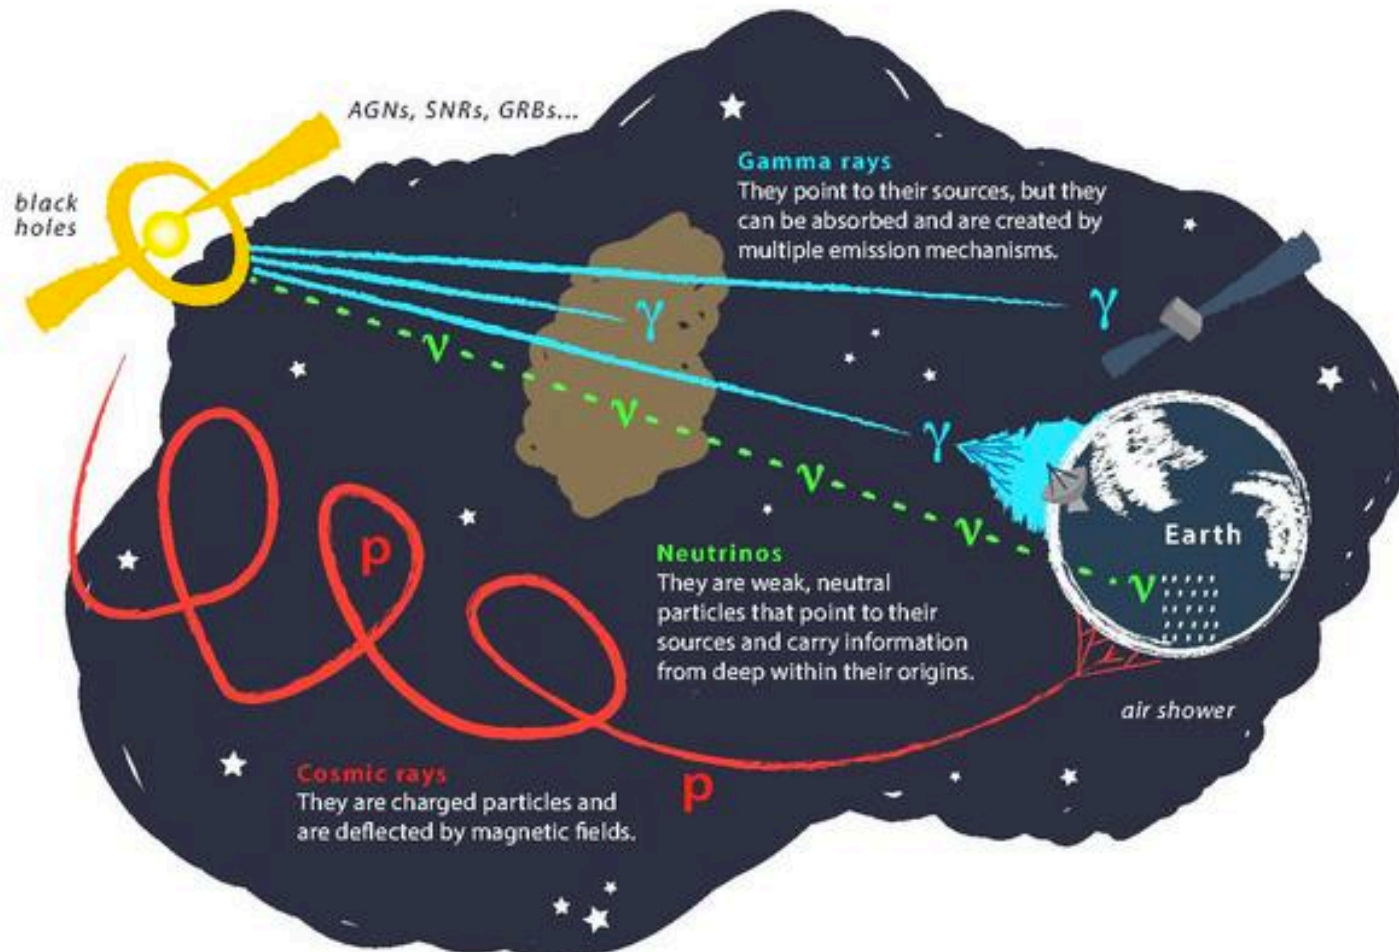 AGNs, SNRs, GRBs...
black
holes
Gamma rays
They point to their sources, but they
can be absorbed and are created by
multiple emission mechanisms.
γ
γ
ν
ν
γ
ν
ν
Earth
ν
p
Neutrinos
They are weak, neutral
particles that point to their
sources and carry information
from deep within their origins.
air shower
p
Cosmic rays
They are charged particles and
are deflected by magnetic fields.